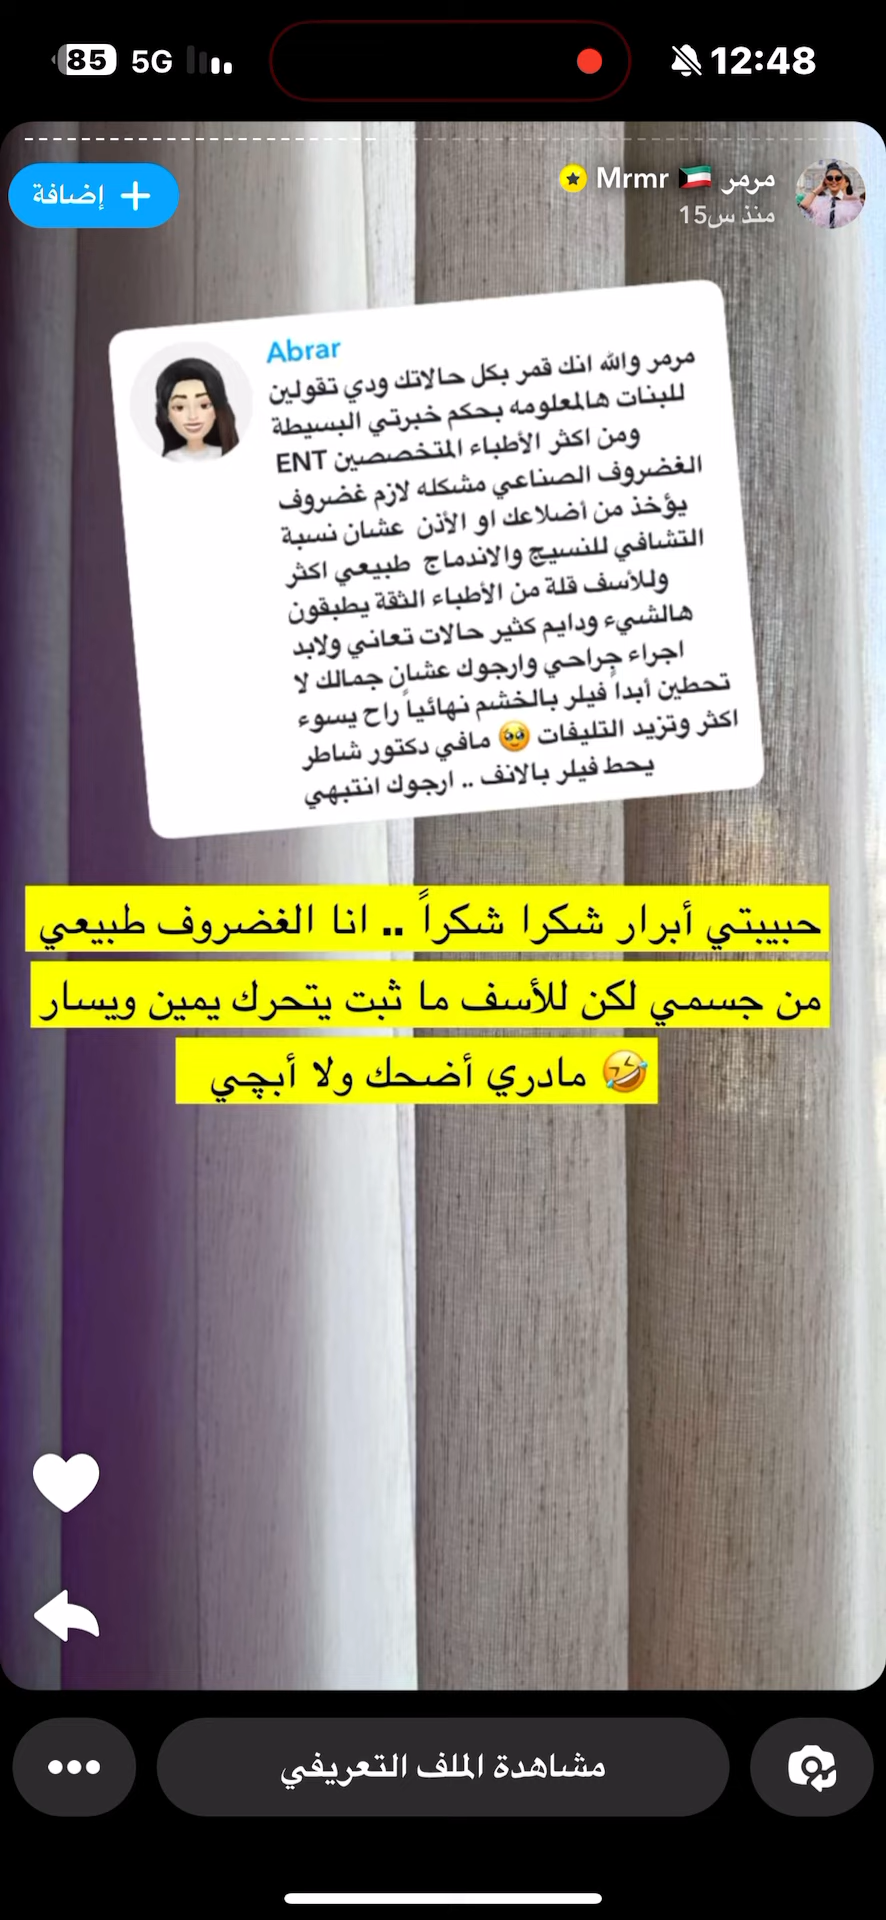 85 5G 12:48
مرمر 🇰🇼 Mrmr
منذ س15
إضافة
Abrar
مرمر والله انك قمر بكل حالاتك ودي تقولين
للبنات هالمعلومه بحكم خبرتي البسيطة
ومن اكثر الأطباء المتخصصين ENT
الغضروف الصناعي مشكله لازم غضروف
يؤخذ من أضلاعك او الأذن عشان نسبة
التشافي للنسيج والاندماج طبيعي اكثر
وللأسف قلة من الأطباء الثقة يطبقون
هالشيء ودايم كثير حالات تعاني ولابد
اجراء جراحي وارجوك عشان جمالك لا
تحطين أبداً فيلر بالخشم نهائياً راح يسوء
اكثر وتزيد التليفات 🥹 مافي دكتور شاطر
يحط فيلر بالانف .. ارجوك انتبهي
حبيبتي أبرار شكرا شكراً .. انا الغضروف طبيعي
من جسمي لكن للأسف ما ثبت يتحرك يمين ويسار
🤣 مادري أضحك ولا أبچي
مشاهدة الملف التعريفي